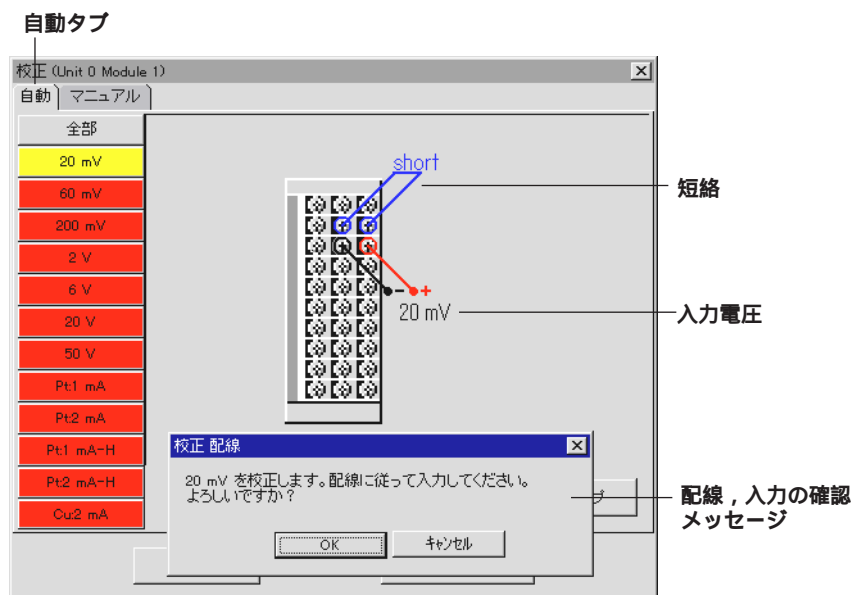 自動タブ
校正 (Unit 0 Module 1)
自動 マニュアル
全部
20 mV
60 mV
200 mV
2 V
6 V
20 V
50 V
Pt:1 mA
Pt:2 mA
Pt:1 mA-H
Pt:2 mA-H
Cu:2 mA
short
短絡
- +
20 mV
入力電圧
校正 配線
20 mV を校正します。配線に従って入力してください。
よろしいですか？
OK キャンセル
プ
配線，入力の確認
メッセージ